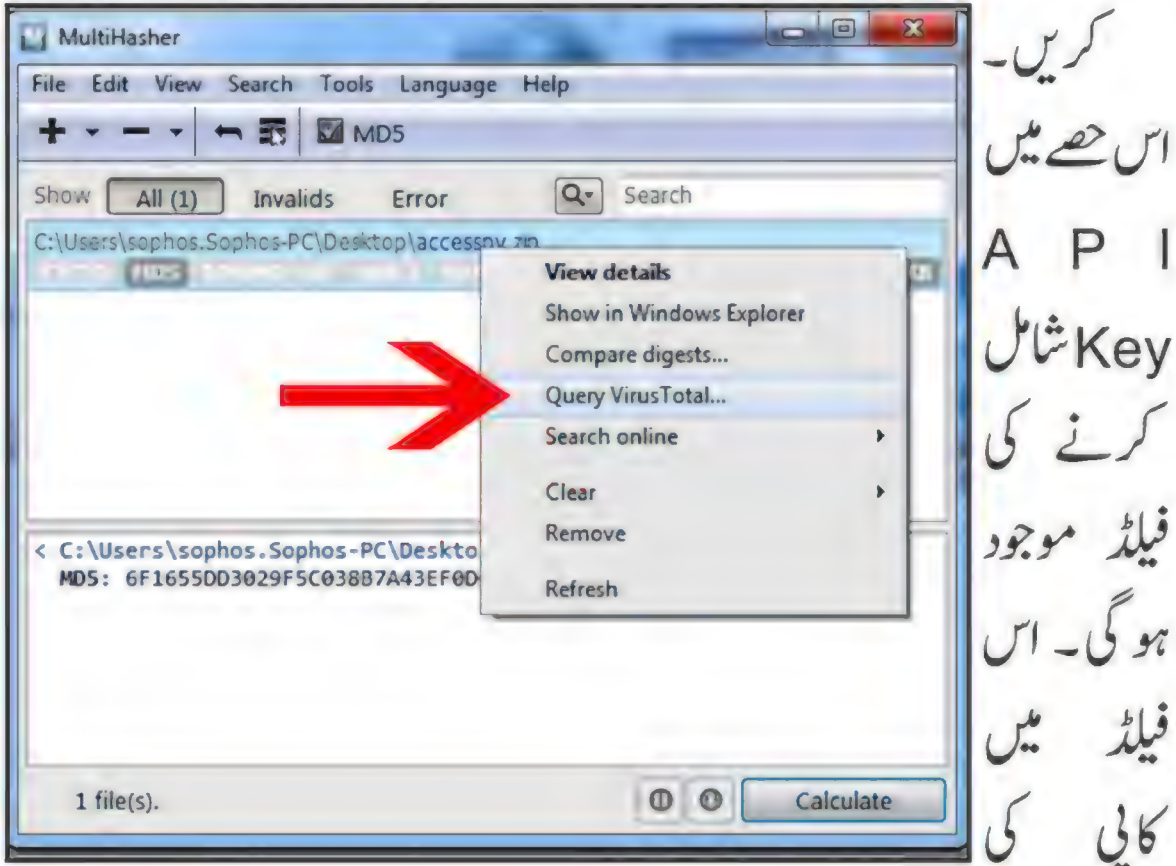 MultiHasher
File Edit View Search Tools Language Help
MD5
Show All (1) Invalids Error Search
C:\Users\sophos.Sophos-PC\Desktop\accesspv.zip
View details
Show in Windows Explorer
Compare digests...
Query VirusTotal...
Search online
Clear
Remove
Refresh
< C:\Users\sophos.Sophos-PC\Deskto
MD5: 6F1655DD3029F5C038B7A43EF0D
1 file(s). Calculate
کریں۔
اس حصے میں
A P I
Key شامل
کرنے کی
فیلڈ موجود
ہو گی۔ اس
فیلڈ میں
کاپی کی